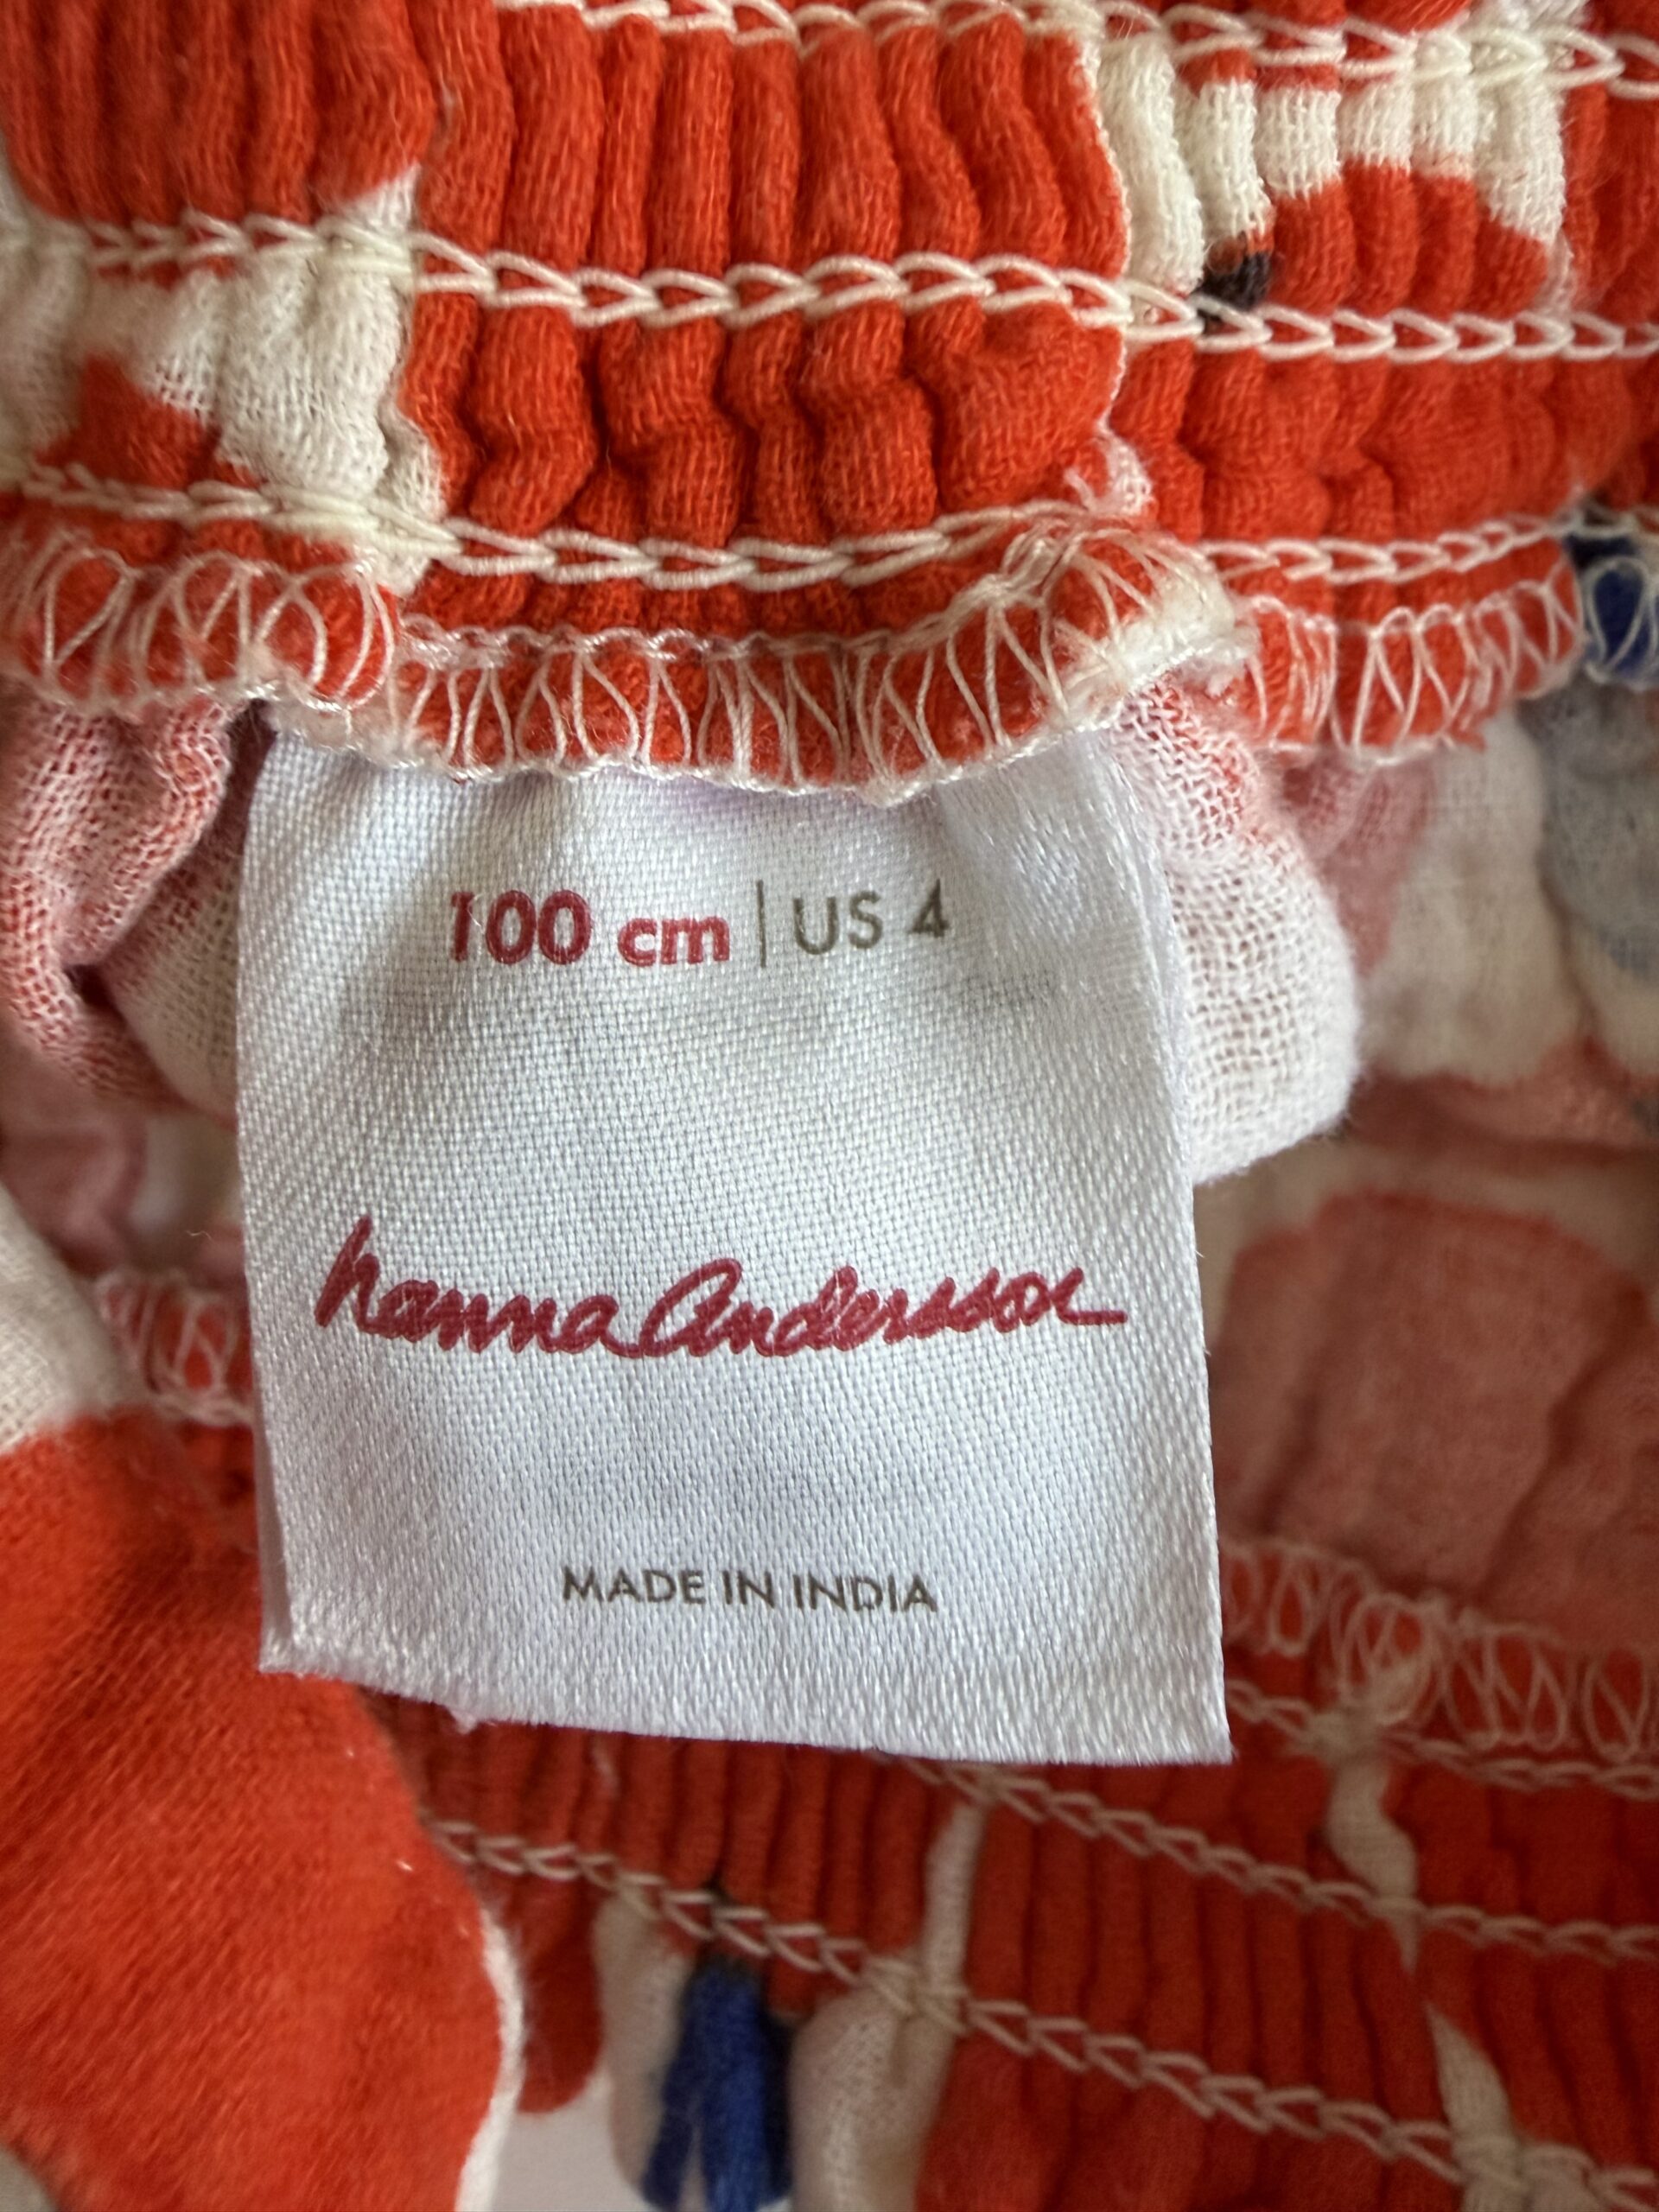 100 cm | US 4
hanna Andersson
MADE IN INDIA